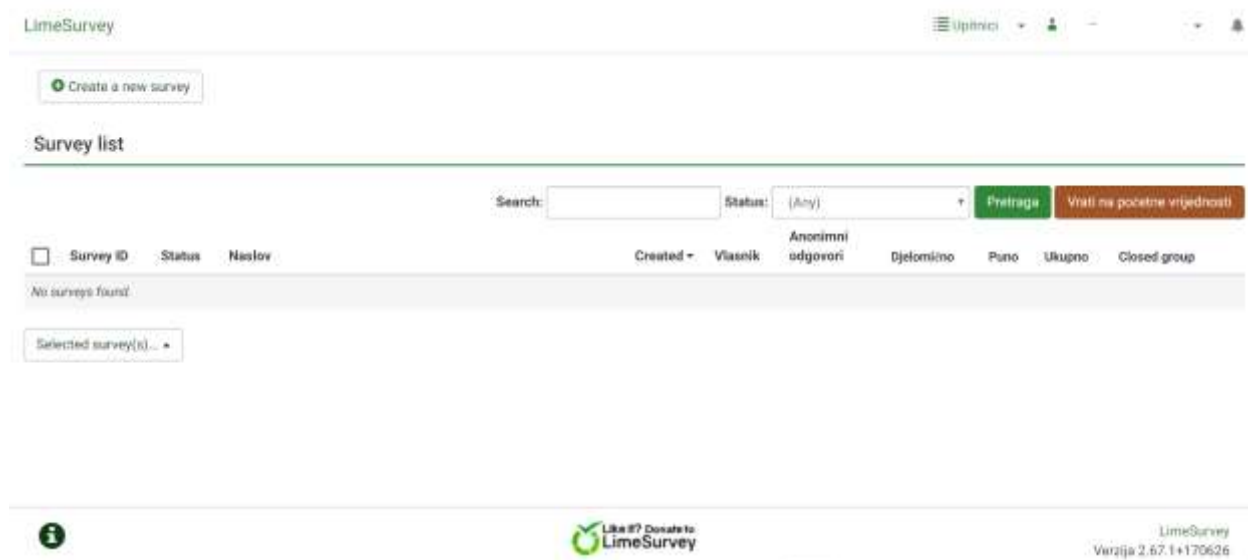 LimeSurvey Upitnici
Create a new survey
Survey list
Search: Status: (Any) Pretraga Vrati na početne vrijednosti
Survey ID Status Naslov Created Vlasnik Anonimni odgovori Djelomično Puno Ukupno Closed group
No surveys found.
Selected survey(s)...
Like it? Donate to
LimeSurvey
LimeSurvey
Verzija 2.67.1+170626